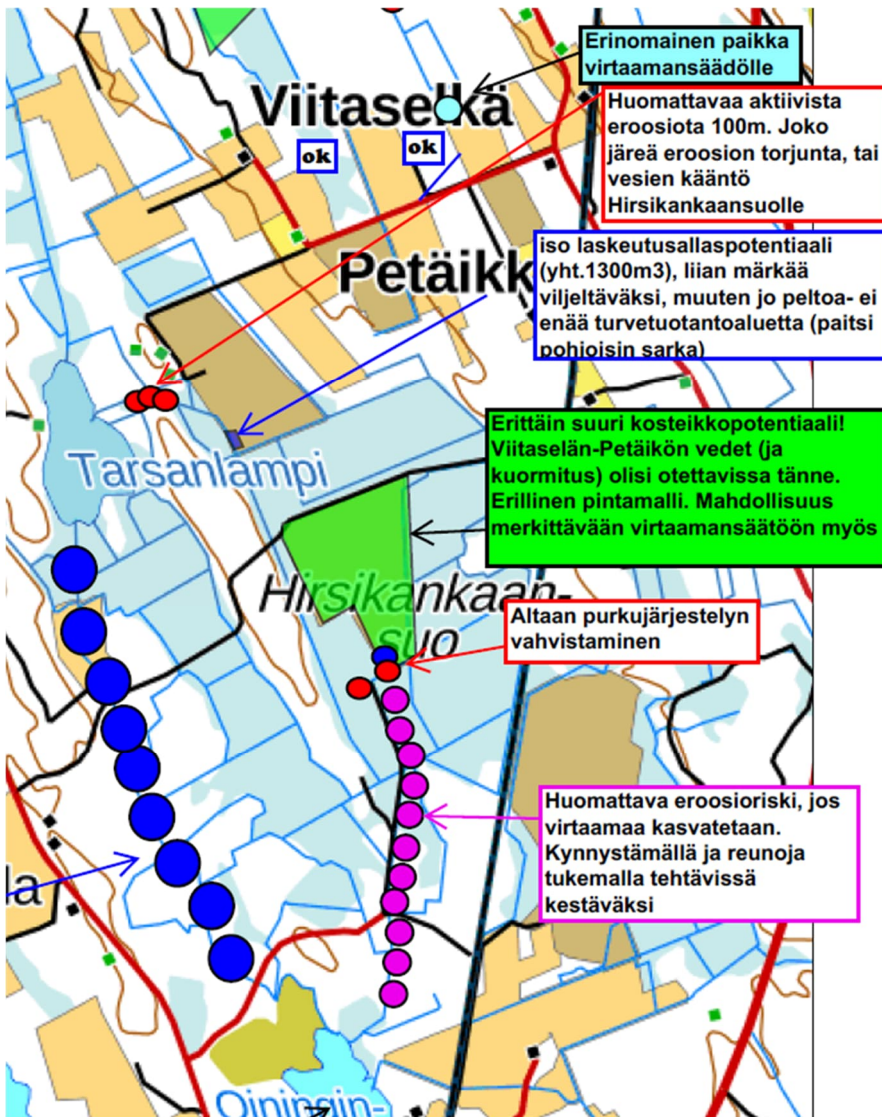 Erinomainen paikka
virtaamansäädölle
Viitaselkä
ok
ok
Huomattavaa aktiivista
eroosiota 100m. Joko
järeä eroosion torjunta, tai
vesien kääntö
Hirsikankaansuolle
Petäikk
iso laskeutusallaspotentiaali
(yht.1300m3), liian märkää
viljeltäväksi, muuten jo peltoa- ei
enää turvetuotantoaluetta (paitsi
pohjoisin sarka)
Tarsanlampi
Erittäin suuri kosteikkopotentiaali!
Viitaselän-Petäikön vedet (ja
kuormitus) olisi otettavissa tänne.
Erillinen pintamalli. Mahdollisuus
merkittävään virtaamansäätöön myös
Hirsikankaan-
suo
Altaan purkujärjestelyn
vahvistaminen
Huomattava eroosioriski, jos
virtaamaa kasvatetaan.
Kynnystämällä ja reunoja
tukemalla tehtävissä
kestäväksi
la
Oiningin-